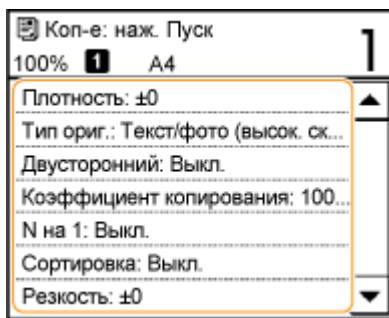 Коп-е: наж. Пуск
100% 1 A4 1
Плотность: ±0
Тип ориг.: Текст/фото (высок. ск...
Двусторонний: Выкл.
Коэффициент копирования: 100...
N на 1: Выкл.
Сортировка: Выкл.
Резкость: ±0